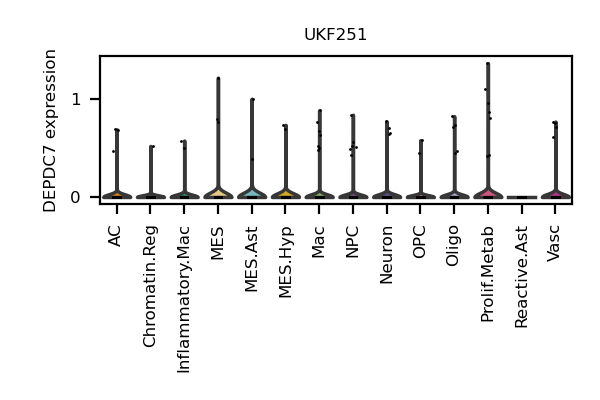 UKF251
DEPDC7 expression
1
0
AC
Chromatin.Reg
Inflammatory.Mac
MES
MES.Ast
MES.Hyp
Mac
NPC
Neuron
OPC
Oligo
Prolif.Metab
Reactive.Ast
Vasc